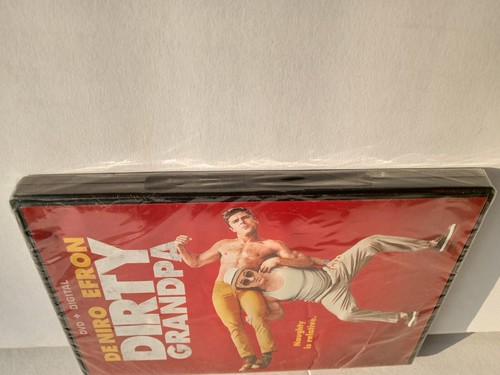 DVD + DIGITAL
DENIRO EFRON
DIRTY
GRANDPA
Naughty
is relative.